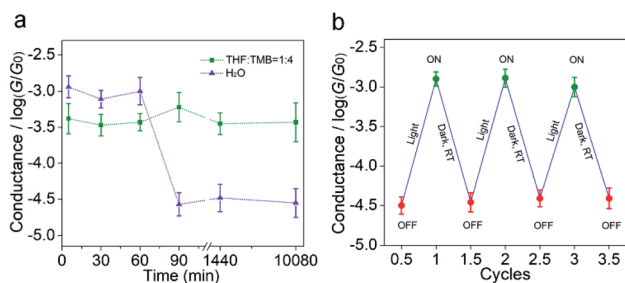 a
Conductance / log(G/G0)
-2.5
-3.0
-3.5
-4.0
-4.5
-5.0
THF:TMB=1:4
H₂O
0 30 60 90 1440 10080
Time (min)
b
Conductance / log(G/G0)
-2.5
-3.0
-3.5
-4.0
-4.5
-5.0
ON ON ON
Light Dark, RT Light Dark, RT Light Dark, RT
OFF OFF OFF OFF
0.5 1 1.5 2 2.5 3 3.5
Cycles